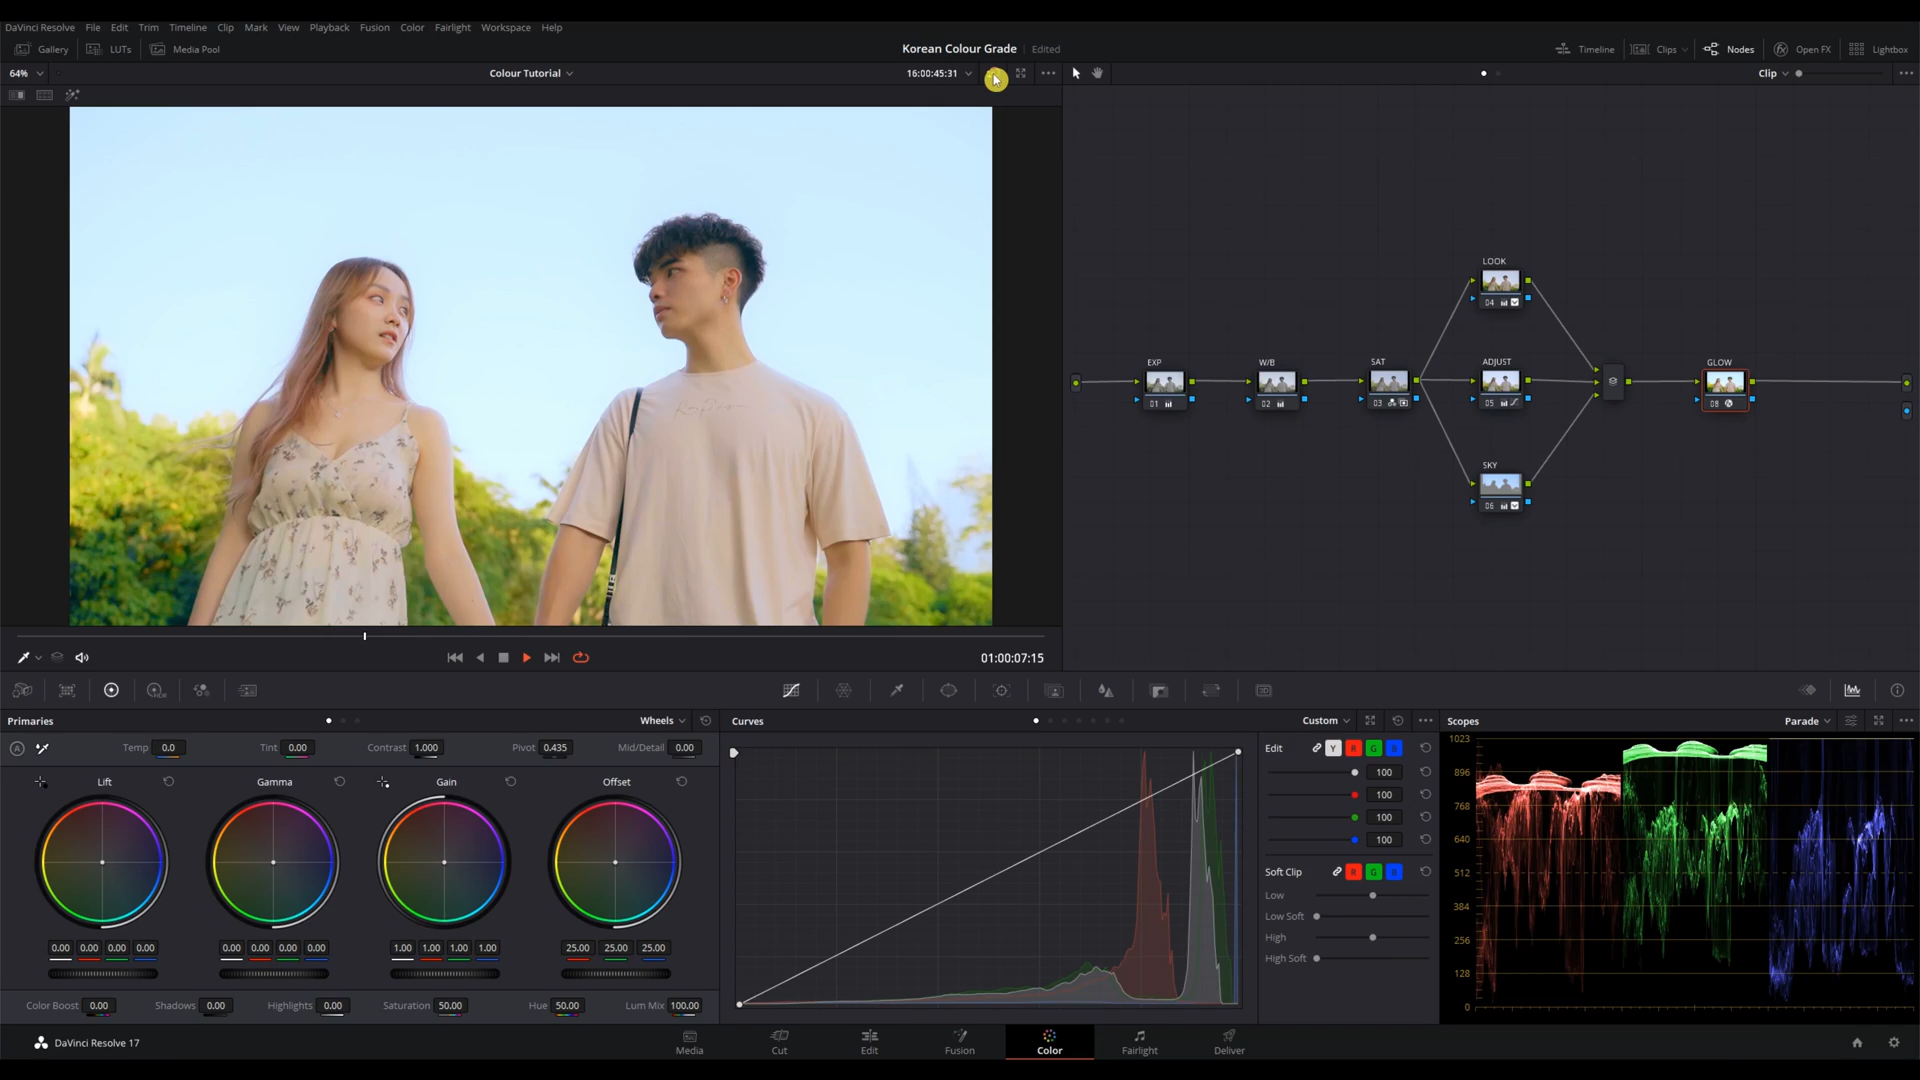 DaVinci Resolve File Edit Trim Timeline Clip Mark View Playback Fusion Color Fairlight Workspace Help
Gallery LUTs Media Pool Korean Colour Grade Edited Timeline Clips Nodes Open FX Lightbox
64% Colour Tutorial 16:00:45:31 Clip
LOOK
04
EXP W/B SAT ADJUST GLOW
01 02 03 05 08
SKY
06
01:00:07:15
Primaries Wheels Curves Custom Scopes Parade
A Temp 0.0 Tint 0.00 Contrast 1.000 Pivot 0.435 Mid/Detail 0.00
Lift Gamma Gain Offset
0.00 0.00 0.00 0.00 0.00 0.00 0.00 0.00 1.00 1.00 1.00 1.00 25.00 25.00 25.00
Color Boost 0.00 Shadows 0.00 Highlights 0.00 Saturation 50.00 Hue 50.00 Lum Mix 100.00
Edit Y R G B
100
100
100
100
Soft Clip R G B
Low
Low Soft
High
High Soft
1023
896
768
640
512
384
256
128
0
DaVinci Resolve 17 Media Cut Edit Fusion Color Fairlight Deliver